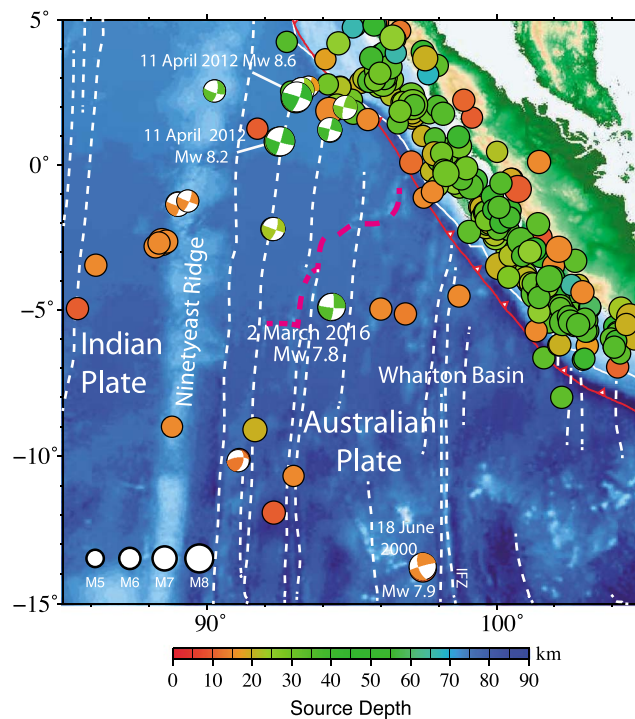 5°
0°
−5°
−10°
−15°
11 April 2012 Mw 8.6
11 April 2012
Mw 8.2
Ninetyeast Ridge
Indian
Plate
2 March 2016
Mw 7.8
Wharton Basin
Australian
Plate
18 June
2000
Mw 7.9
IFZ
M5 M6 M7 M8
90° 100°
km
0 10 20 30 40 50 60 70 80 90
Source Depth